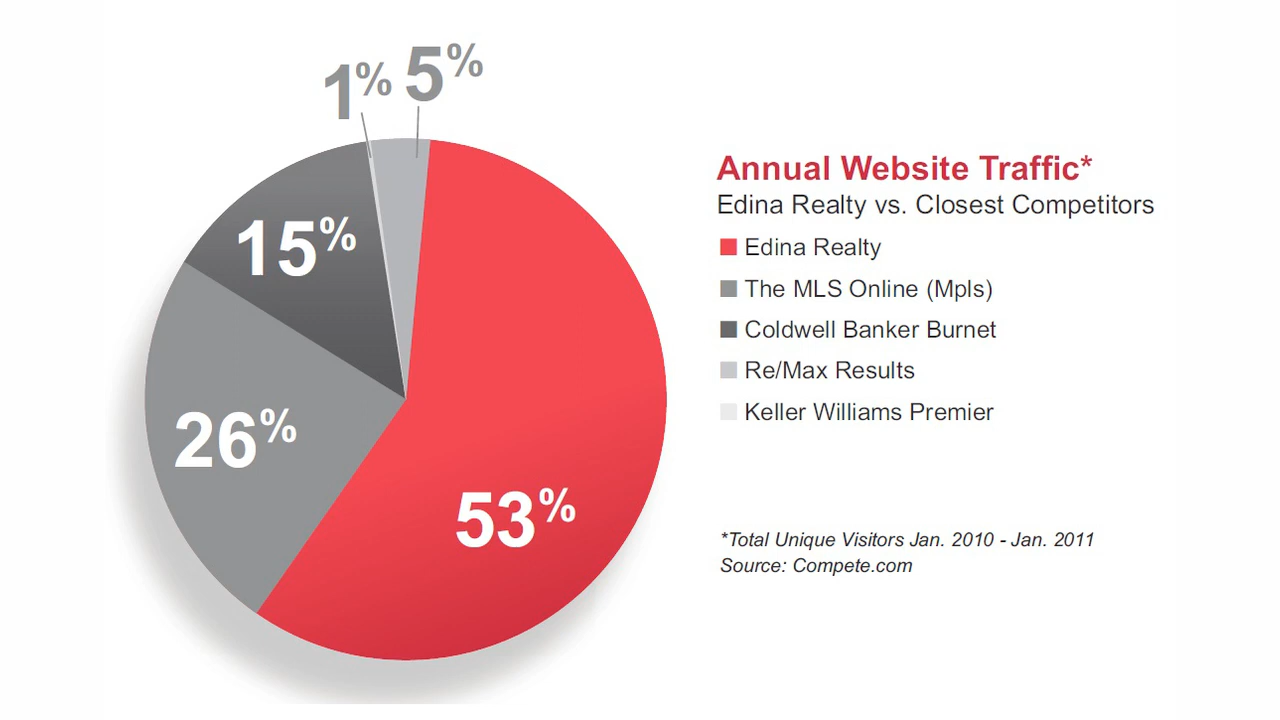 1% 5%
15%
26%
53%
Annual Website Traffic*
Edina Realty vs. Closest Competitors
Edina Realty
The MLS Online (Mpls)
Coldwell Banker Burnet
Re/Max Results
Keller Williams Premier
*Total Unique Visitors Jan. 2010 - Jan. 2011
Source: Compete.com